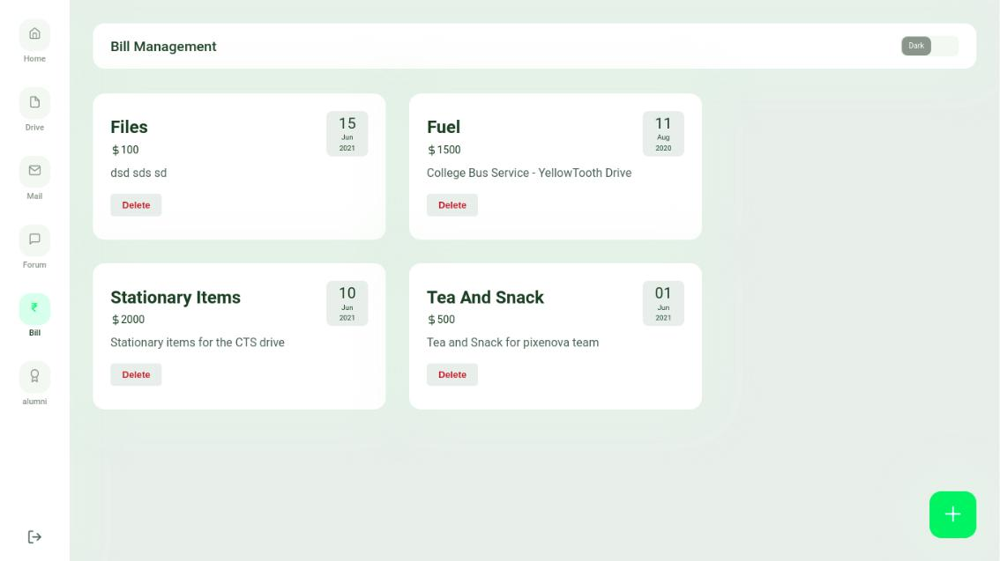 Home
Drive
Mail
Forum
₹
Bill
alumni
Bill Management
Dark
Files
15
Jun
2021
$100
dsd sds sd
Delete
Fuel
11
Aug
2020
$1500
College Bus Service - YellowTooth Drive
Delete
Stationary Items
10
Jun
2021
$2000
Stationary items for the CTS drive
Delete
Tea And Snack
01
Jun
2021
$500
Tea and Snack for pixenova team
Delete